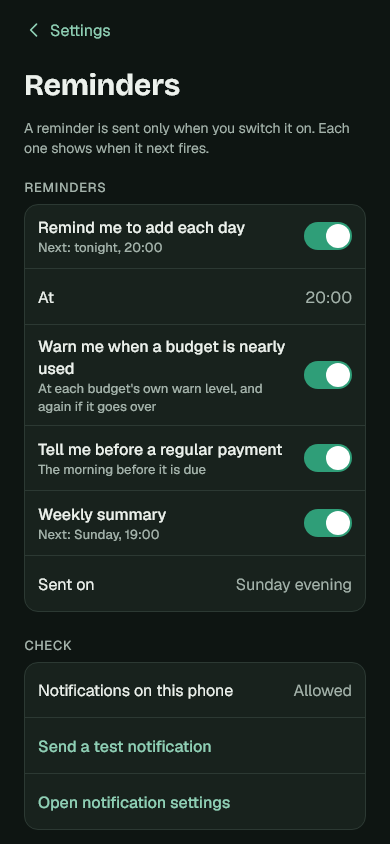 Settings
Reminders
A reminder is sent only when you switch it on. Each
one shows when it next fires.
REMINDERS
Remind me to add each day
Next: tonight, 20:00
At
20:00
Warn me when a budget is nearly
used
At each budget's own warn level, and
again if it goes over
Tell me before a regular payment
The morning before it is due
Weekly summary
Next: Sunday, 19:00
Sent on
Sunday evening
CHECK
Notifications on this phone
Allowed
Send a test notification
Open notification settings